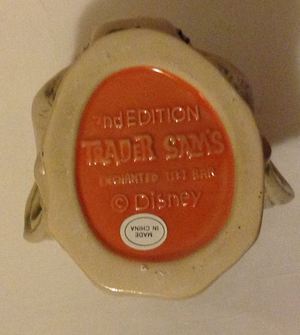 2nd EDITION
TRADER SAM'S
ENCHANTED TIKI BAR
© Disney
MADE
IN CHINA